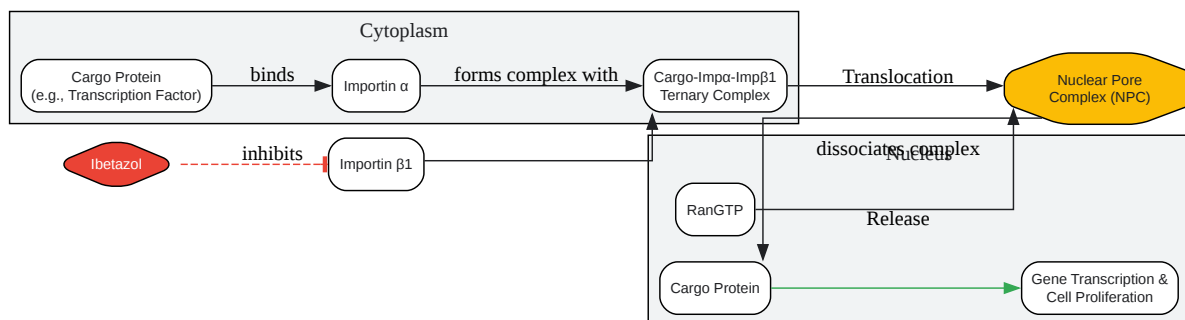 Cytoplasm
Cargo Protein
(e.g., Transcription Factor)
binds
Importin α
forms complex with
Cargo-Impα-Impβ1
Ternary Complex
Translocation
Nuclear Pore
Complex (NPC)
Ibetazol
inhibits
Importin β1
dissociates complex
Nucleus
RanGTP
Release
Cargo Protein
Gene Transcription &
Cell Proliferation